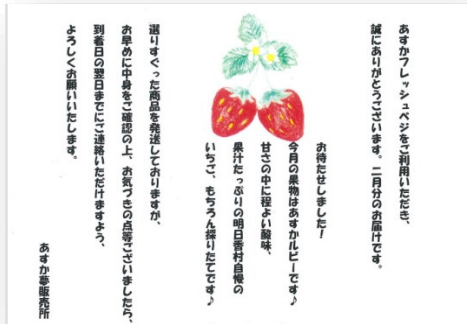 あすかフレッシュベジをご利用いただき、
誠にありがとうございます。二月分のお届けです。
お待たせしました!
今月の果物はあすかルビーです♪
甘さの中に程よい酸味、
果汁たっぷりの明日香村自慢の
いちご、もちろん採りたてです♪
選りすぐった商品を発送しておりますが、
お早めに中身をご確認の上、お気づきの点等ございましたら、
到着日の翌日までにご連絡いただけますよう、
よろしくお願いいたします。
あすか夢販売所